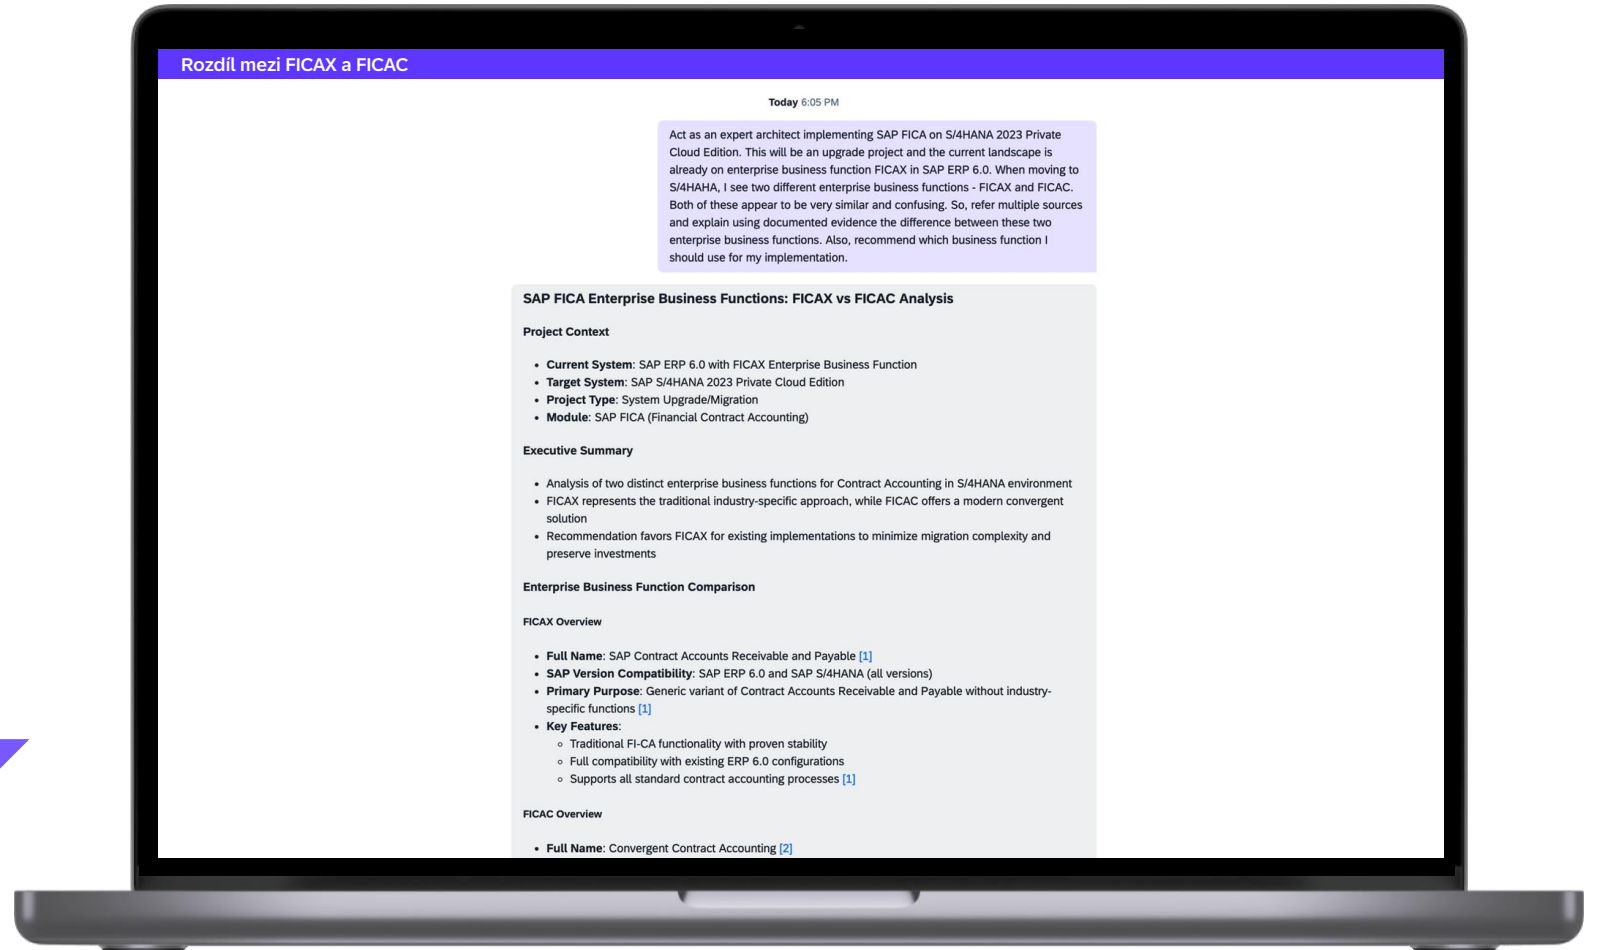 Rozdíl mezi FICAX a FICAC
Today 6:05 PM
Act as an expert architect implementing SAP FICA on S/4HANA 2023 Private
Cloud Edition. This will be an upgrade project and the current landscape is
already on enterprise business function FICAX in SAP ERP 6.0. When moving to
S/4HAHA, I see two different enterprise business functions - FICAX and FICAC.
Both of these appear to be very similar and confusing. So, refer multiple sources
and explain using documented evidence the difference between these two
enterprise business functions. Also, recommend which business function I
should use for my implementation.
SAP FICA Enterprise Business Functions: FICAX vs FICAC Analysis
Project Context
• Current System: SAP ERP 6.0 with FICAX Enterprise Business Function
• Target System: SAP S/4HANA 2023 Private Cloud Edition
• Project Type: System Upgrade/Migration
• Module: SAP FICA (Financial Contract Accounting)
Executive Summary
• Analysis of two distinct enterprise business functions for Contract Accounting in S/4HANA environment
• FICAX represents the traditional industry-specific approach, while FICAC offers a modern convergent
solution
• Recommendation favors FICAX for existing implementations to minimize migration complexity and
preserve investments
Enterprise Business Function Comparison
FICAX Overview
• Full Name: SAP Contract Accounts Receivable and Payable [1]
• SAP Version Compatibility: SAP ERP 6.0 and SAP S/4HANA (all versions)
• Primary Purpose: Generic variant of Contract Accounts Receivable and Payable without industry-
specific functions [1]
• Key Features:
◦ Traditional FI-CA functionality with proven stability
◦ Full compatibility with existing ERP 6.0 configurations
◦ Supports all standard contract accounting processes [1]
FICAC Overview
• Full Name: Convergent Contract Accounting [2]